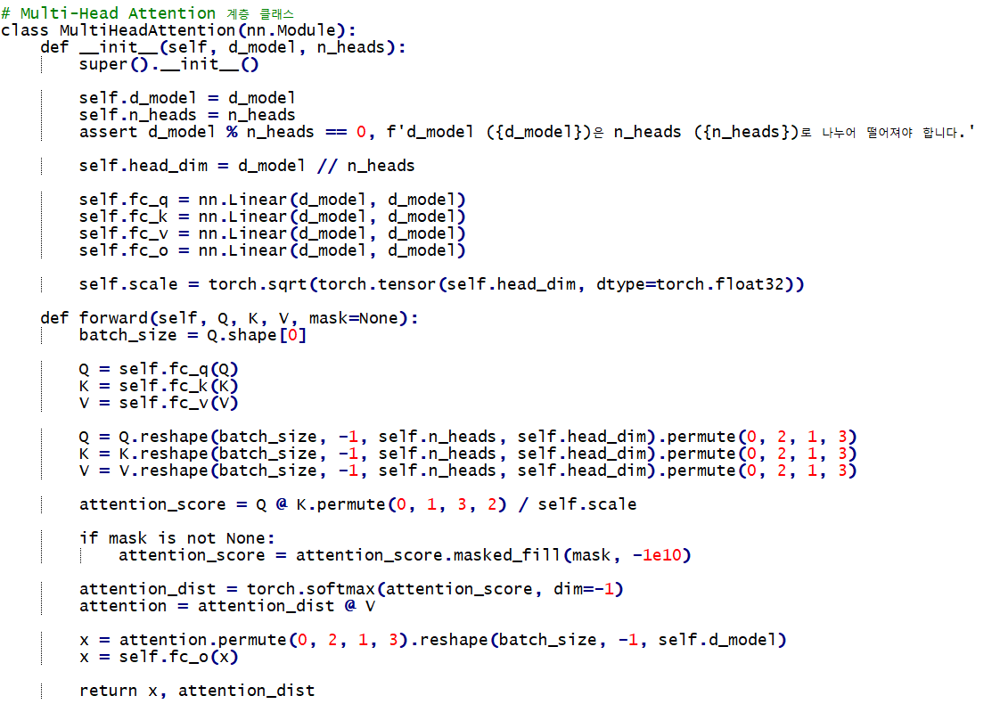 # Multi-Head Attention 계층 클래스
class MultiHeadAttention(nn.Module):
    def __init__(self, d_model, n_heads):
        super().__init__()

        self.d_model = d_model
        self.n_heads = n_heads
        assert d_model % n_heads == 0, f'd_model ({d_model})은 n_heads ({n_heads})로 나누어 떨어져야 합니다.'

        self.head_dim = d_model // n_heads

        self.fc_q = nn.Linear(d_model, d_model)
        self.fc_k = nn.Linear(d_model, d_model)
        self.fc_v = nn.Linear(d_model, d_model)
        self.fc_o = nn.Linear(d_model, d_model)

        self.scale = torch.sqrt(torch.tensor(self.head_dim, dtype=torch.float32))

    def forward(self, Q, K, V, mask=None):
        batch_size = Q.shape[0]

        Q = self.fc_q(Q)
        K = self.fc_k(K)
        V = self.fc_v(V)

        Q = Q.reshape(batch_size, -1, self.n_heads, self.head_dim).permute(0, 2, 1, 3)
        K = K.reshape(batch_size, -1, self.n_heads, self.head_dim).permute(0, 2, 1, 3)
        V = V.reshape(batch_size, -1, self.n_heads, self.head_dim).permute(0, 2, 1, 3)

        attention_score = Q @ K.permute(0, 1, 3, 2) / self.scale

        if mask is not None:
            attention_score = attention_score.masked_fill(mask, -1e10)

        attention_dist = torch.softmax(attention_score, dim=-1)
        attention = attention_dist @ V

        x = attention.permute(0, 2, 1, 3).reshape(batch_size, -1, self.d_model)
        x = self.fc_o(x)

        return x, attention_dist